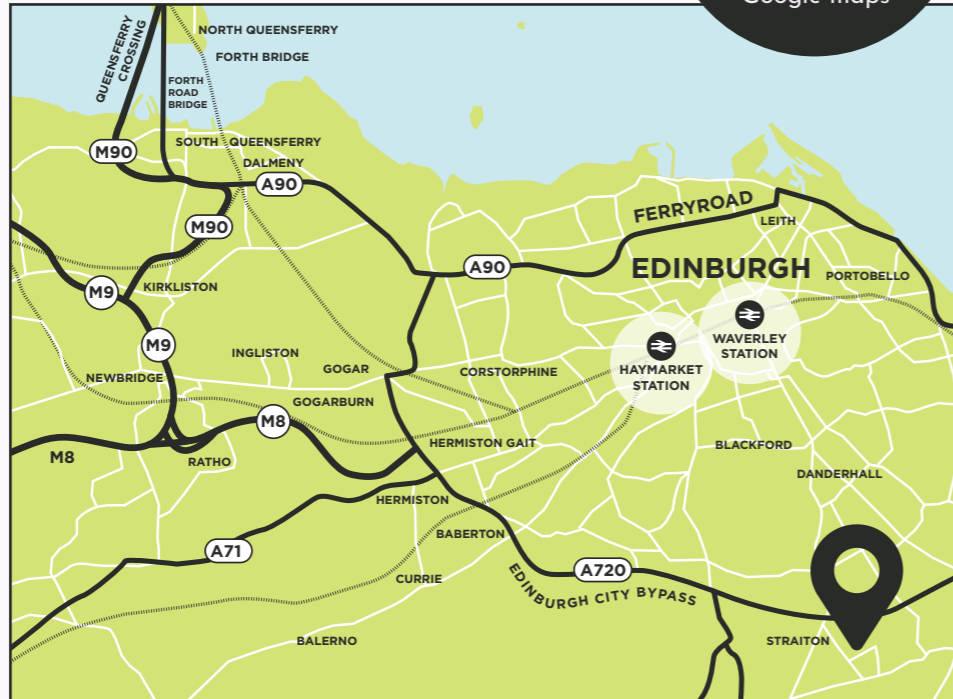 Google maps
NORTH QUEENSFERRY
QUEENSFERRY
CROSSING
FORTH BRIDGE
FORTH
ROAD
BRIDGE
M90
SOUTH QUEENSFERRY
DALMENY
A90
M90
FERRYROAD
LEITH
A90
EDINBURGH
PORTOBELLO
M9
KIRKLISTON
M9
WAVERLEY
STATION
INGLISTON
HAYMARKET
STATION
NEWBRIDGE
GOGAR
CORSTORPHINE
GOGARBURN
M8
HERMISTON GAIT
BLACKFORD
M8
RATHO
DANDERHALL
HERMISTON
BABERTON
A71
CURRIE
A720
EDINBURGH CITY BYPASS
BALERNO
STRAITON